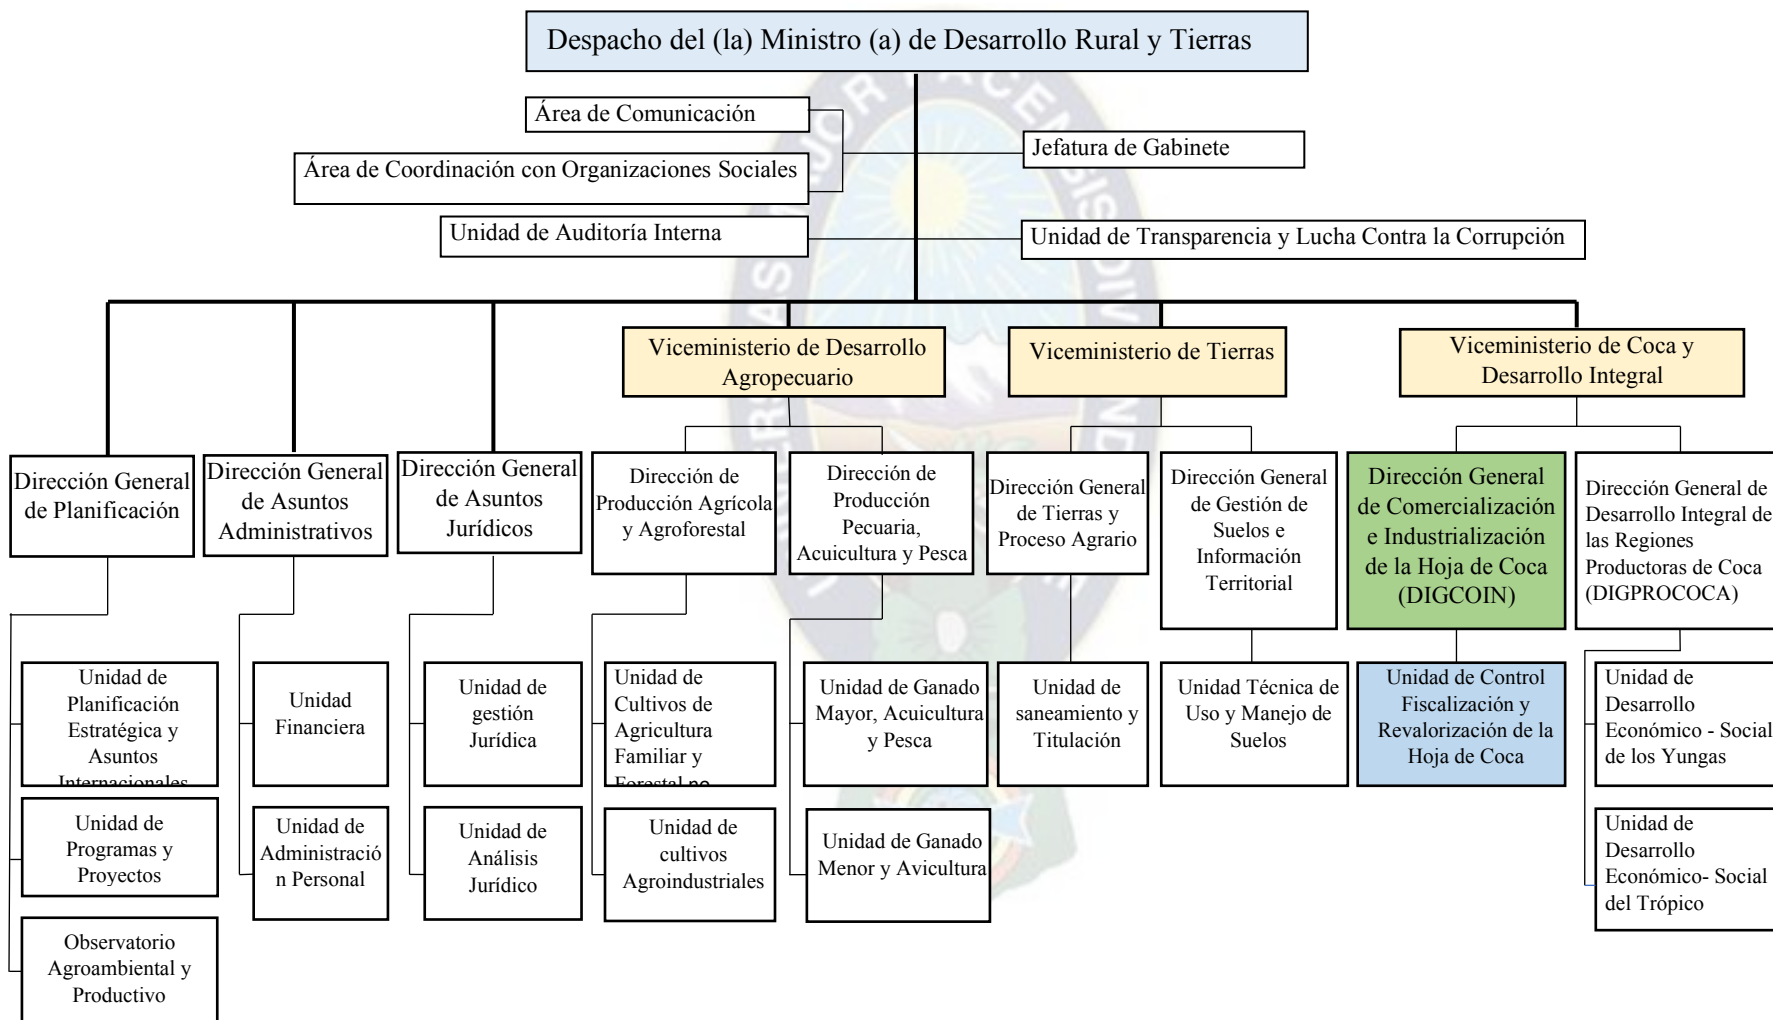 Despacho del (la) Ministro (a) de Desarrollo Rural y Tierras
Área de Comunicación
Jefatura de Gabinete
Área de Coordinación con Organizaciones Sociales
Unidad de Auditoría Interna
Unidad de Transparencia y Lucha Contra la Corrupción
Viceministerio de Desarrollo
Agropecuario
Viceministerio de Tierras
Viceministerio de Coca y
Desarrollo Integral
Dirección General
de Planificación
Dirección General
de Asuntos
Administrativos
Dirección General
de Asuntos
Jurídicos
Dirección de
Producción Agrícola
y Agroforestal
Dirección de
Producción
Pecuaria,
Acuicultura y Pesca
Dirección General
de Tierras y
Proceso Agrario
Dirección General
de Gestión de
Suelos e
Información
Territorial
Dirección General
de Comercialización
e Industrialización
de la Hoja de Coca
(DIGCOIN)
Dirección General de
Desarrollo Integral de
las Regiones
Productoras de Coca
(DIGPROCOCA)
Unidad de
Planificación
Estratégica y
Asuntos
Internacionales
Unidad
Financiera
Unidad de
gestión
Jurídica
Unidad de
Cultivos de
Agricultura
Familiar y
Forestal no
Unidad de Ganado
Mayor, Acuicultura
y Pesca
Unidad de
saneamiento y
Titulación
Unidad Técnica de
Uso y Manejo de
Suelos
Unidad de Control
Fiscalización y
Revalorización de la
Hoja de Coca
Unidad de
Desarrollo
Económico - Social
de los Yungas
Unidad de
Programas y
Proyectos
Unidad de
Administració
n Personal
Unidad de
Análisis
Jurídico
Unidad de
cultivos
Agroindustriales
Unidad de Ganado
Menor y Avicultura
Unidad de
Desarrollo
Económico- Social
del Trópico
Observatorio
Agroambiental y
Productivo